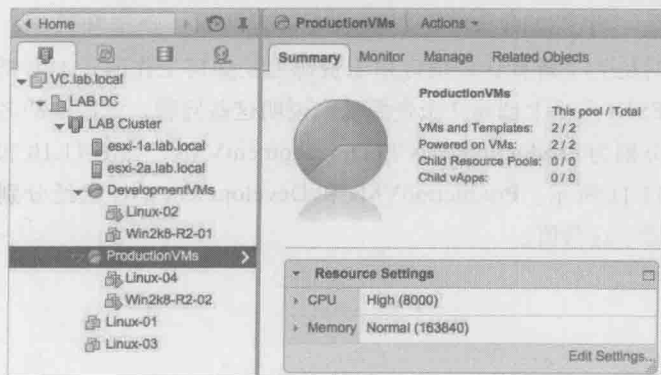 Home
ProductionVMs Actions
Summary Monitor Manage Related Objects
VC.lab.local
LAB DC
LAB Cluster
esxi-1a.lab.local
esxi-2a.lab.local
DevelopmentVMs
Linux-02
Win2k8-R2-01
ProductionVMs
Linux-04
Win2k8-R2-02
Linux-01
Linux-03
ProductionVMs
This pool / Total
VMs and Templates: 2 / 2
Powered on VMs: 2 / 2
Child Resource Pools: 0 / 0
Child vApps: 0 / 0
Resource Settings
CPU High (8000)
Memory Normal (163840)
Edit Settings...